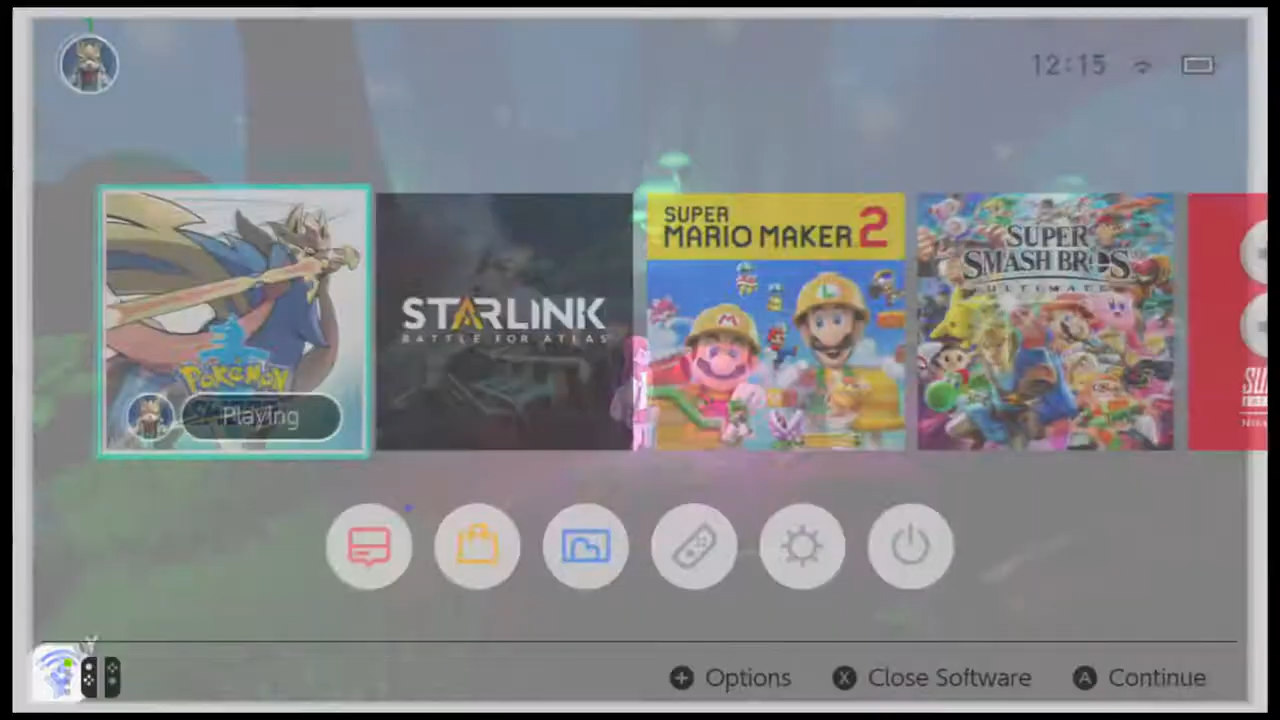 12:15
SUPER
MARIO MAKER 2
SUPER
SMASH BROS
ULTIMATE
STARLINK
BATTLE FOR ATLAS
Pokémon
Playing
Options
X Close Software
A Continue